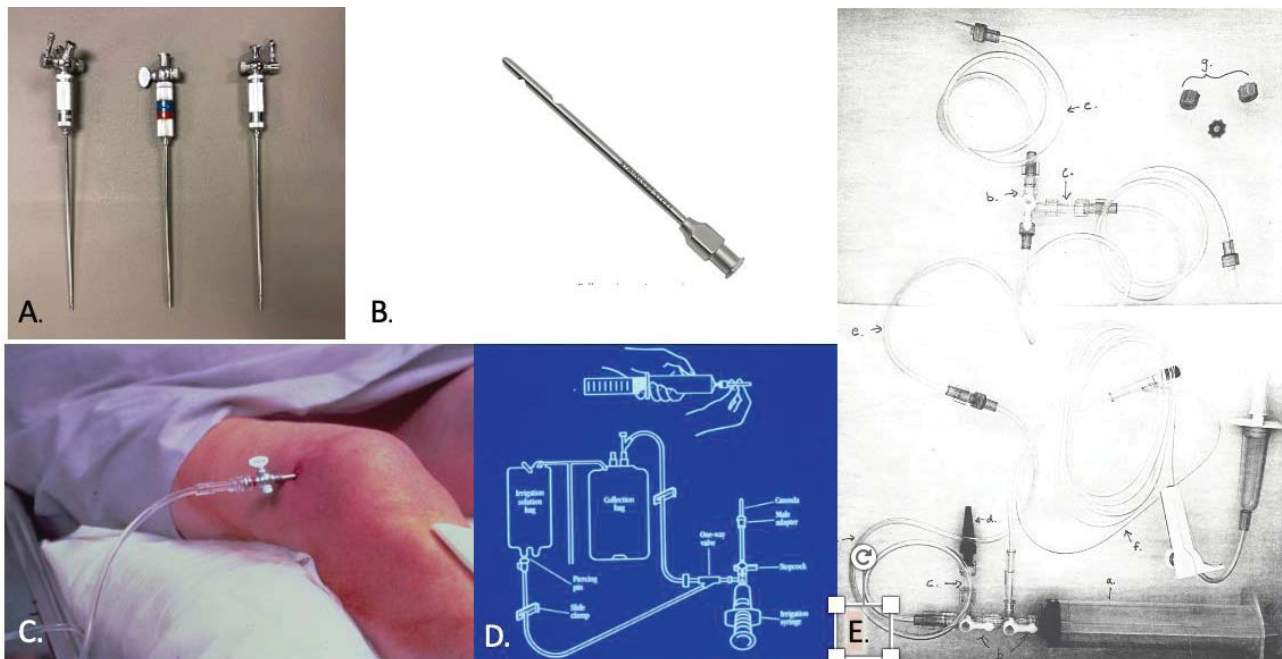 A.
B.
C.
D.
Irrigation
solution
bag
Collection
bag
Piercing
pin
Slide
clamp
One-way
valve
Cannula
Male
adapter
Stopcock
Irrigation
syringe
E.
e.
g.
b.
c.
e.
d.
c.
f.
a.
b